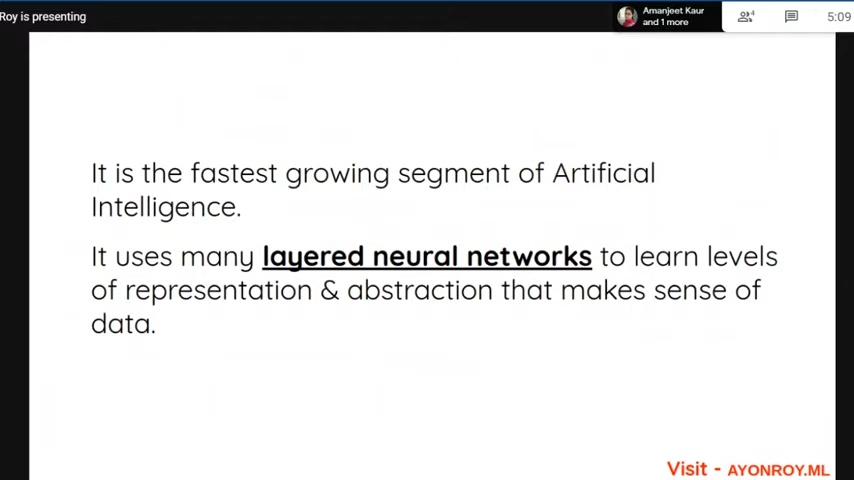 Roy is presenting
Amanjeet Kaur
and 1 more
4
5:09
It is the fastest growing segment of Artificial
Intelligence.
It uses many layered neural networks to learn levels
of representation & abstraction that makes sense of
data.
Visit - AYONROY.ML